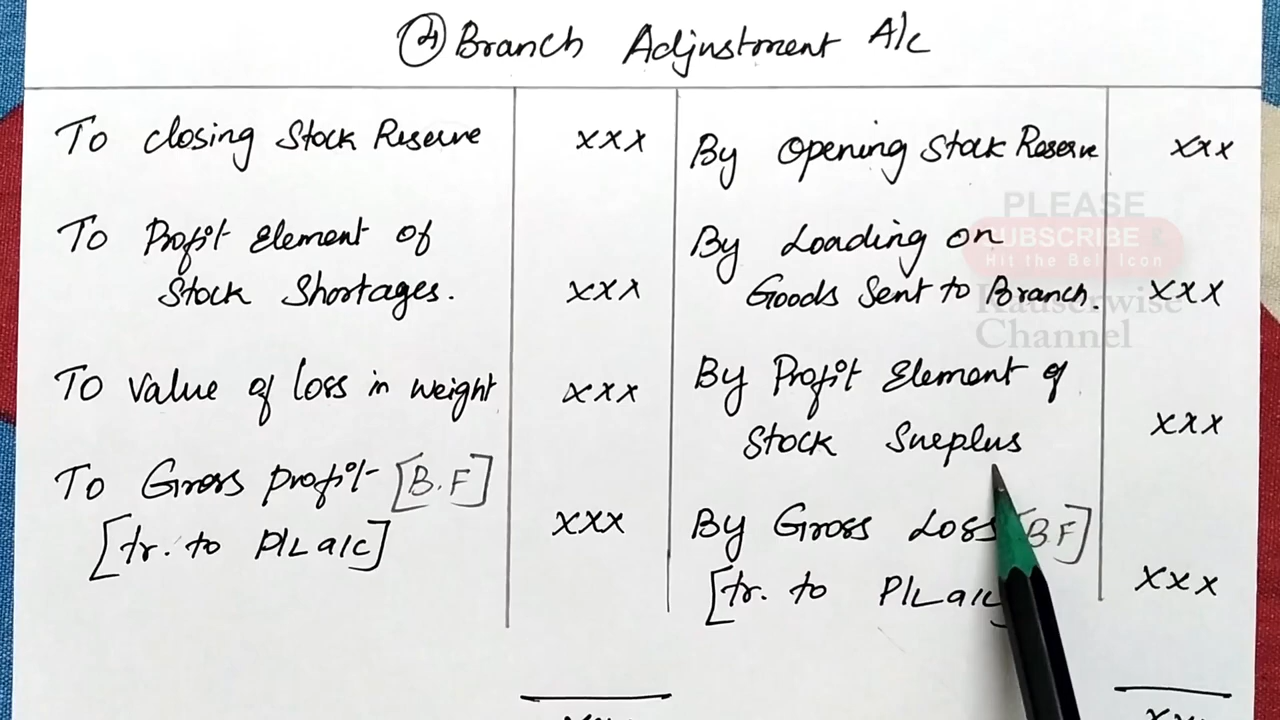 ④ Branch Adjustment A/c
To closing Stock Reserve xxx
To Profit Element of
Stock Shortages. xxx
To Value of loss in weight xxx
To Gross profit [B.F]
[tr. to P/L a/c] xxx
By Opening Stock Reserve xxx
By Loading on
Goods Sent to Branch. xxx
By Profit Element of
Stock Sureplus xxx
By Gross Loss [B.F]
[tr. to P/L a/c] xxx
PLEASE
SUBSCRIBE &
Hit the Bell Icon
Kauserwise
Channel